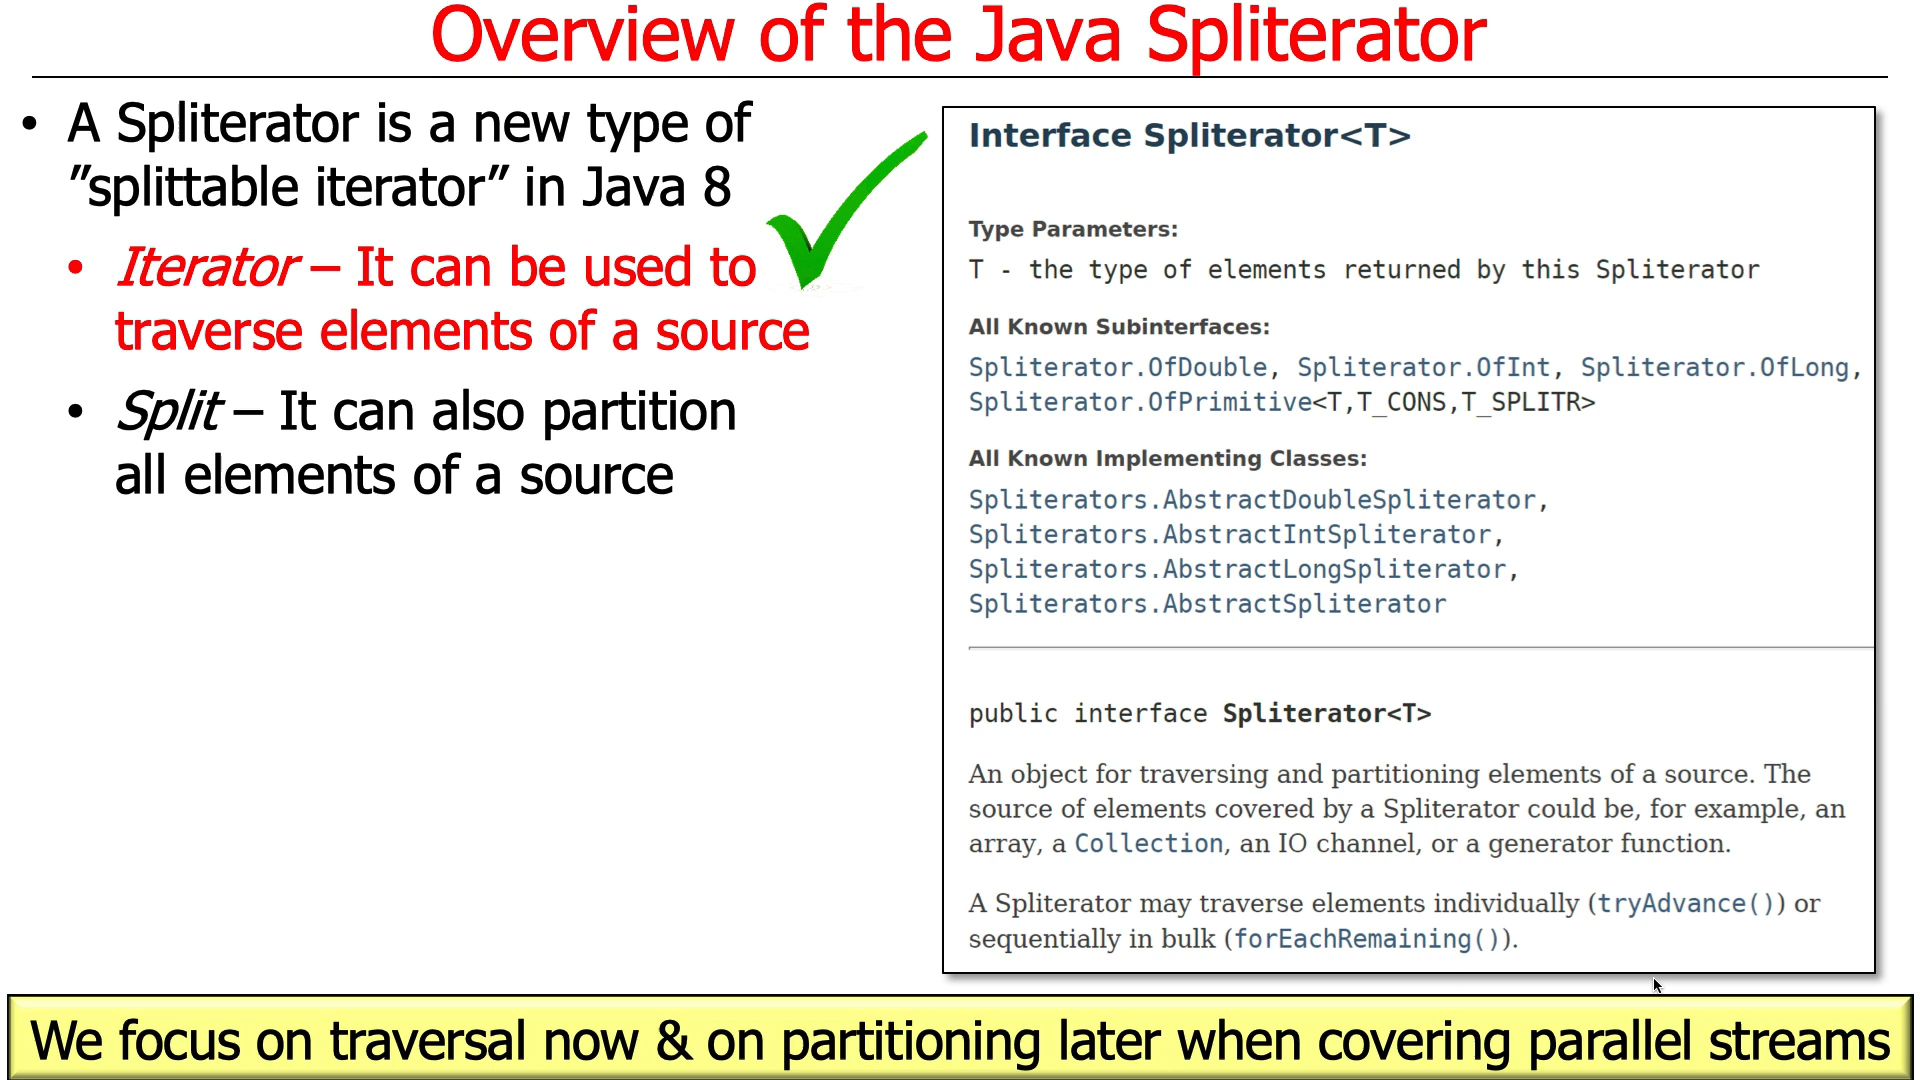 Overview of the Java Spliterator
• A Spliterator is a new type of
”splittable iterator” in Java 8
• Iterator – It can be used to
traverse elements of a source
• Split – It can also partition
all elements of a source
Interface Spliterator<T>
Type Parameters:
T - the type of elements returned by this Spliterator
All Known Subinterfaces:
Spliterator.OfDouble, Spliterator.OfInt, Spliterator.OfLong,
Spliterator.OfPrimitive<T,T_CONS,T_SPLITR>
All Known Implementing Classes:
Spliterators.AbstractDoubleSpliterator,
Spliterators.AbstractIntSpliterator,
Spliterators.AbstractLongSpliterator,
Spliterators.AbstractSpliterator
public interface Spliterator<T>
An object for traversing and partitioning elements of a source. The
source of elements covered by a Spliterator could be, for example, an
array, a Collection, an IO channel, or a generator function.
A Spliterator may traverse elements individually (tryAdvance()) or
sequentially in bulk (forEachRemaining()).
We focus on traversal now & on partitioning later when covering parallel streams